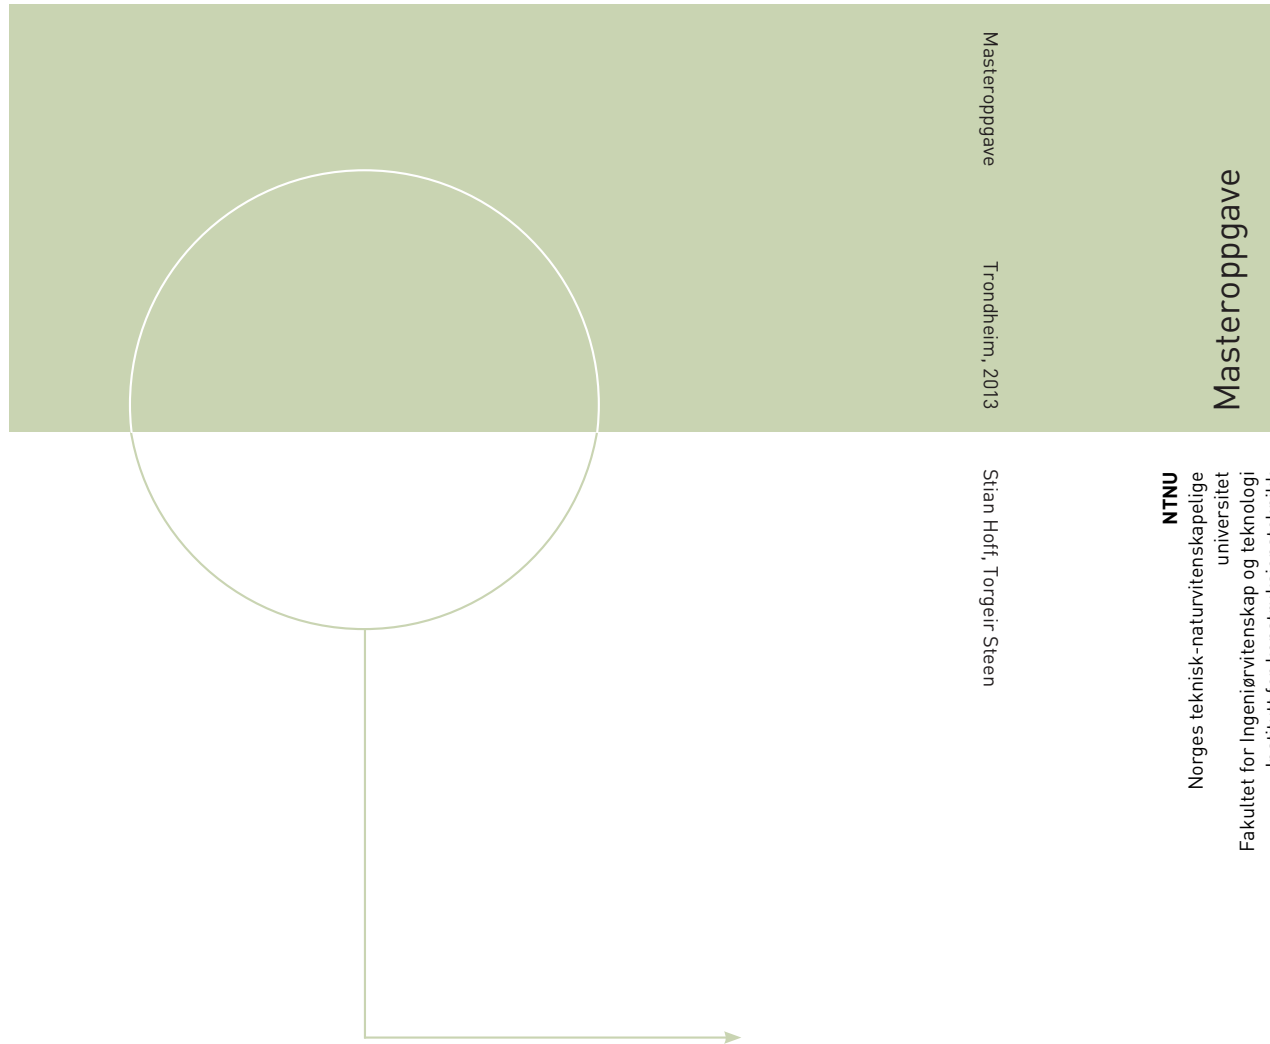 Masteroppgave
Trondheim, 2013
Stian Hoff, Torgeir Steen
Masteroppgave
NTNU
Norges teknisk-naturvitenskapelige
universitet
Fakultet for Ingeniørvitenskap og teknologi